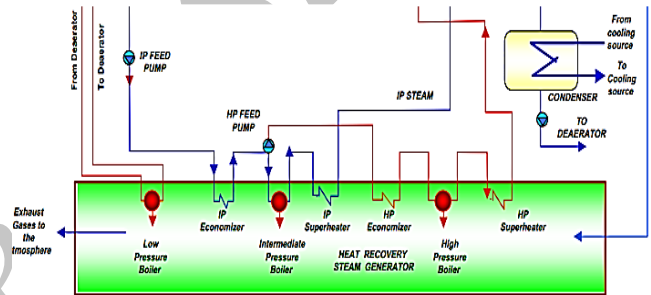 From Deaerator
To Deaerator
IP FEED
PUMP
HP FEED
PUMP
IP STEAM
From
cooling
source
To
Cooling
source
CONDENSER
TO
DEAERATOR
Exhaust
Gases to
the
tmosphere
Low
Pressure
Boiler
IP
Economizer
Intermediate
Pressure
Boiler
IP
Superheater
HP
Economizer
HEAT RECOVERY
STEAM GENERATOR
High
Pressure
Boiler
HP
Superheater